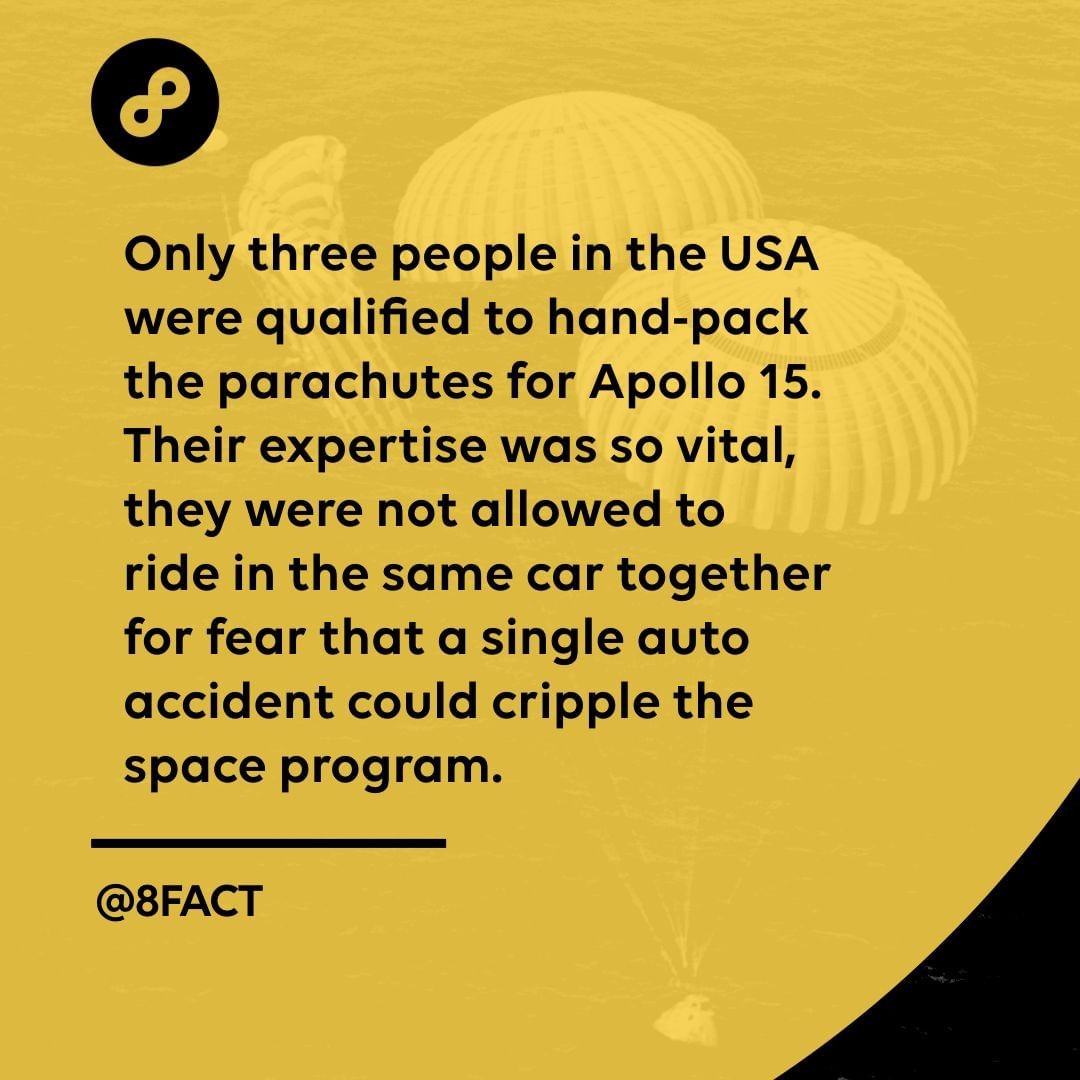 Only three people in the USA
were qualified to hand-pack
the parachutes for Apollo 15.
Their expertise was so vital,
they were not allowed to
ride in the same car together
for fear that a single auto
accident could cripple the
space program.
@8FACT